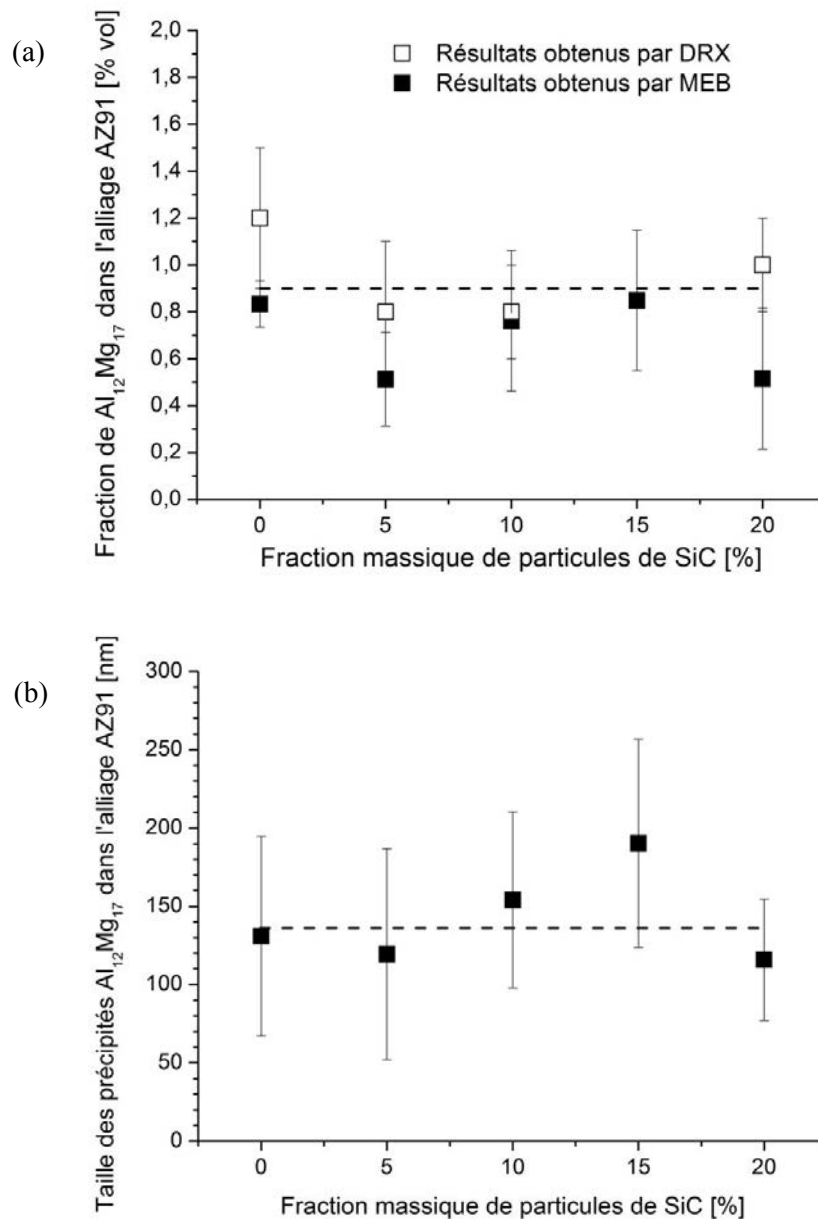 (a)
Fraction de Al₁₂Mg₁₇ dans l'alliage AZ91 [% vol]
2,0
1,8
1,6
1,4
1,2
1,0
0,8
0,6
0,4
0,2
0,0
Résultats obtenus par DRX
Résultats obtenus par MEB
0 5 10 15 20
Fraction massique de particules de SiC [%]
(b)
Taille des précipités Al₁₂Mg₁₇ dans l'alliage AZ91 [nm]
300
250
200
150
100
50
0
0 5 10 15 20
Fraction massique de particules de SiC [%]